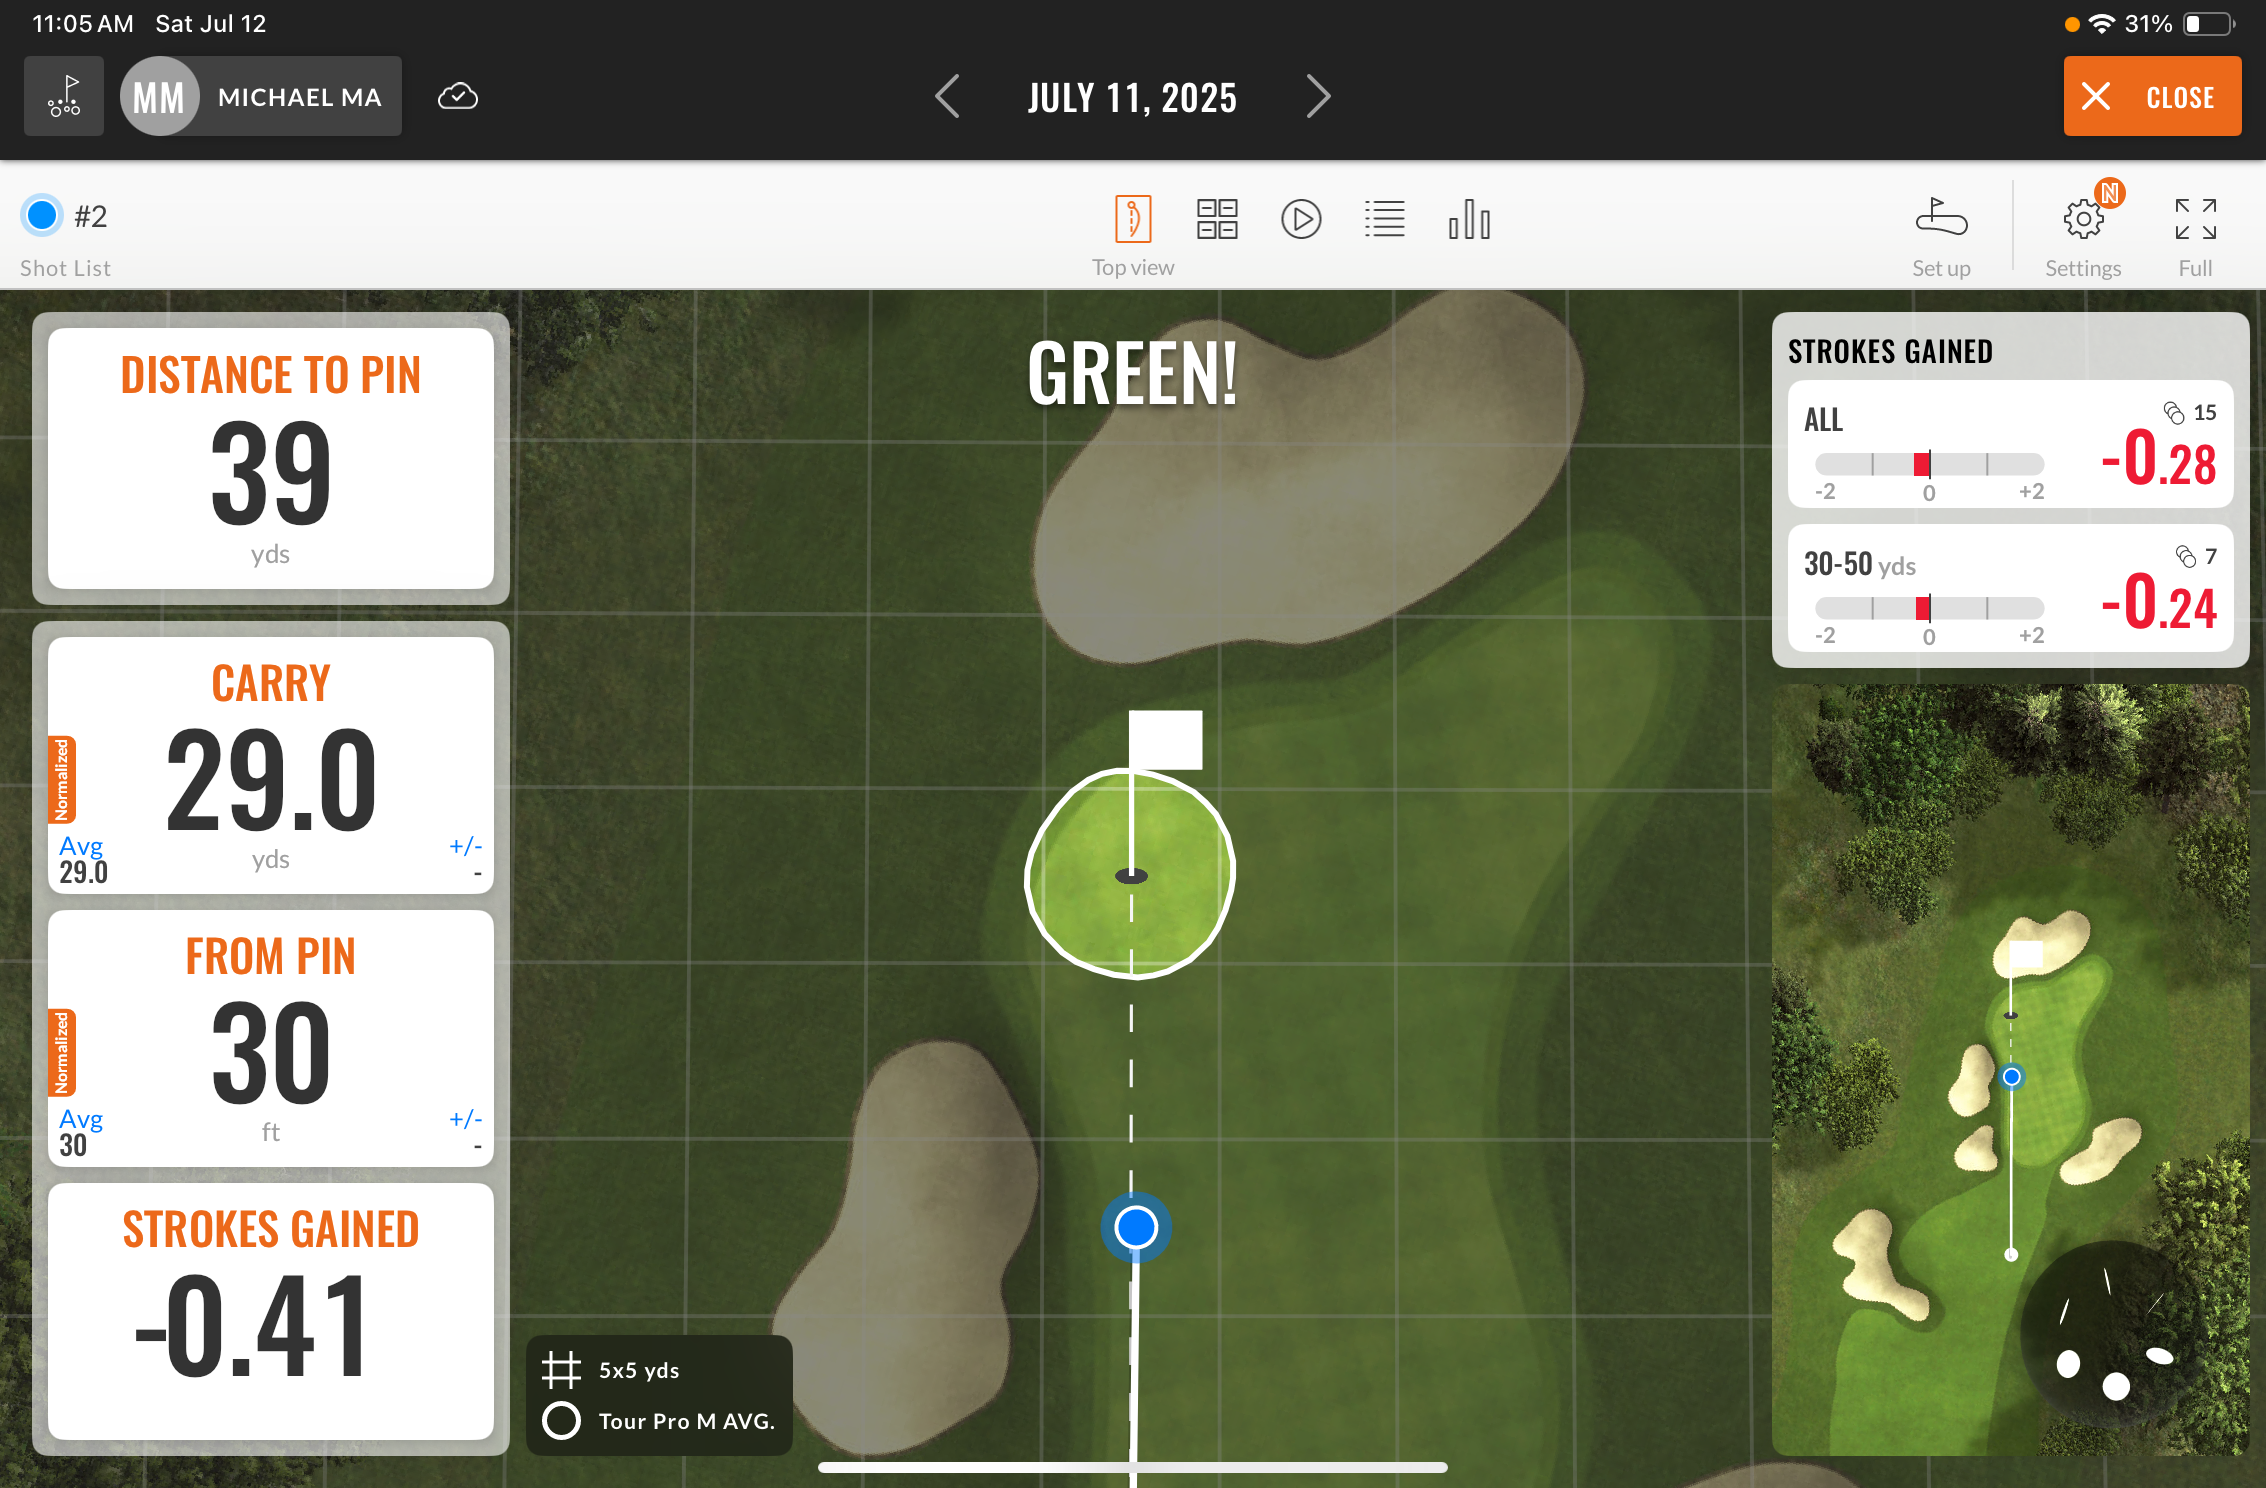 11:05 AM Sat Jul 12
31%
MM MICHAEL MA
JULY 11, 2025
CLOSE
#2
Shot List
Top view
Set up
N
Settings
Full
DISTANCE TO PIN
39
yds
CARRY
Normalized
29.0
yds
Avg
29.0
+/-
-
FROM PIN
Normalized
30
ft
Avg
30
+/-
-
STROKES GAINED
-0.41
GREEN!
5x5 yds
Tour Pro M AVG.
STROKES GAINED
ALL
15
-0.28
-2 0 +2
30-50 yds
7
-0.24
-2 0 +2